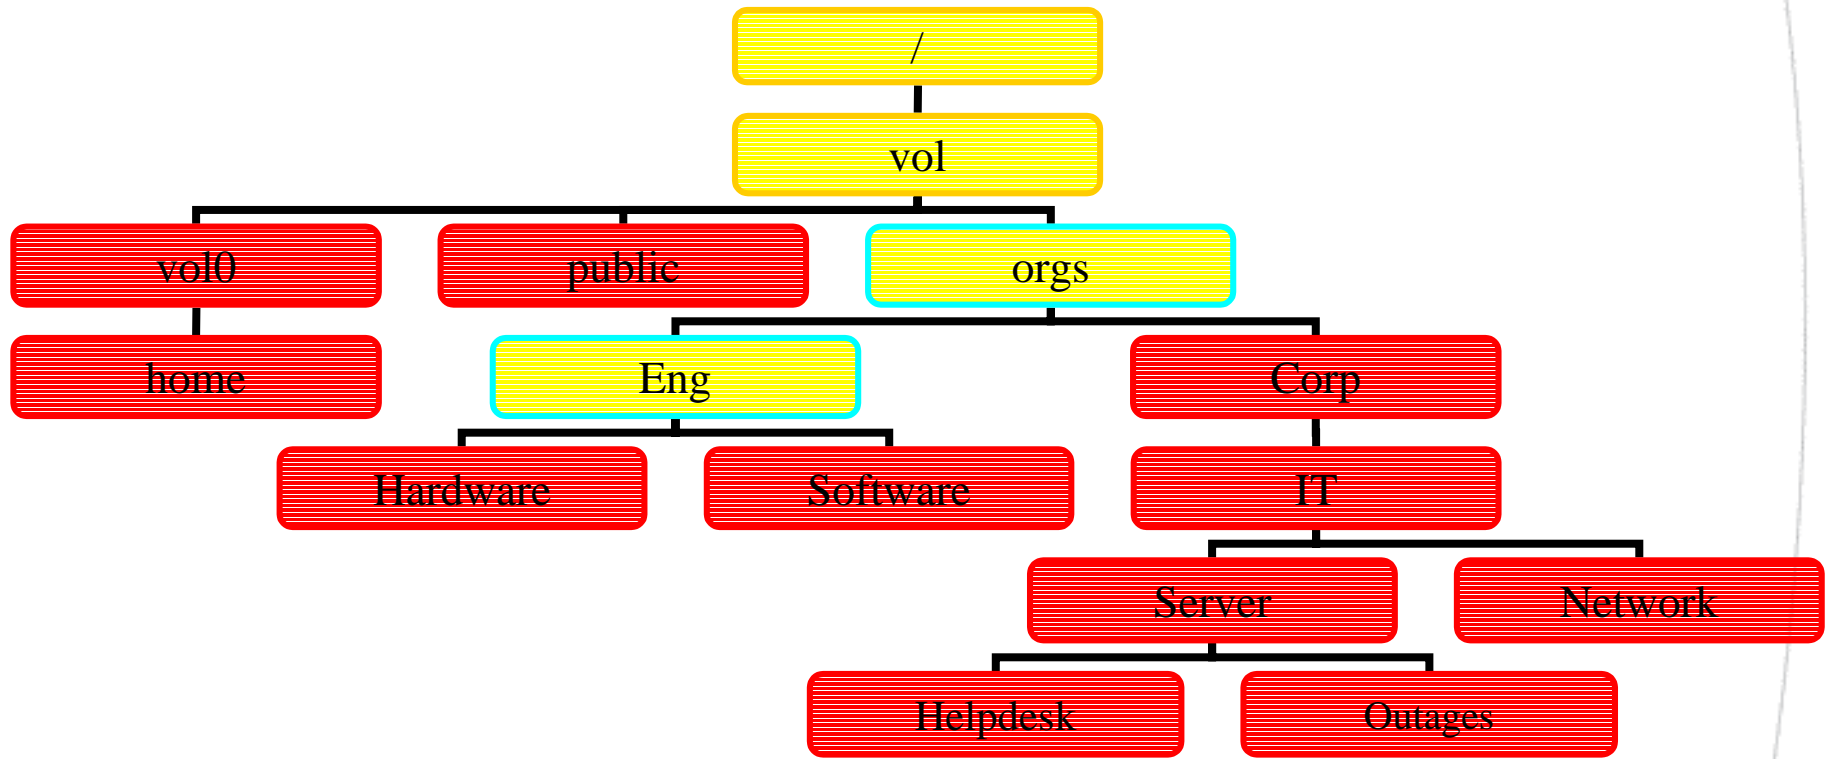 /
vol
vol0
public
orgs
home
Eng
Corp
Hardware
Software
IT
Server
Network
Helpdesk
Outages